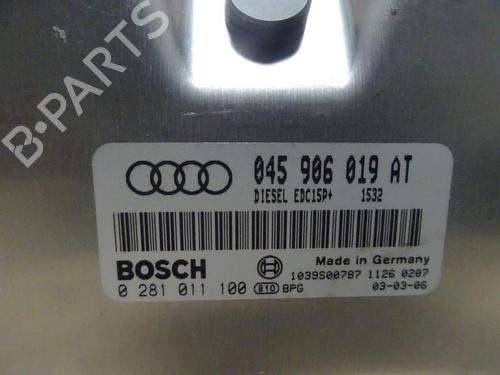 B-PARTS
045 906 019 AT
DIESEL EDC15P+ 1532
Made in Germany
BOSCH
1039S00787 1126 0207
0 281 011 100 810 BPG 03-03-06